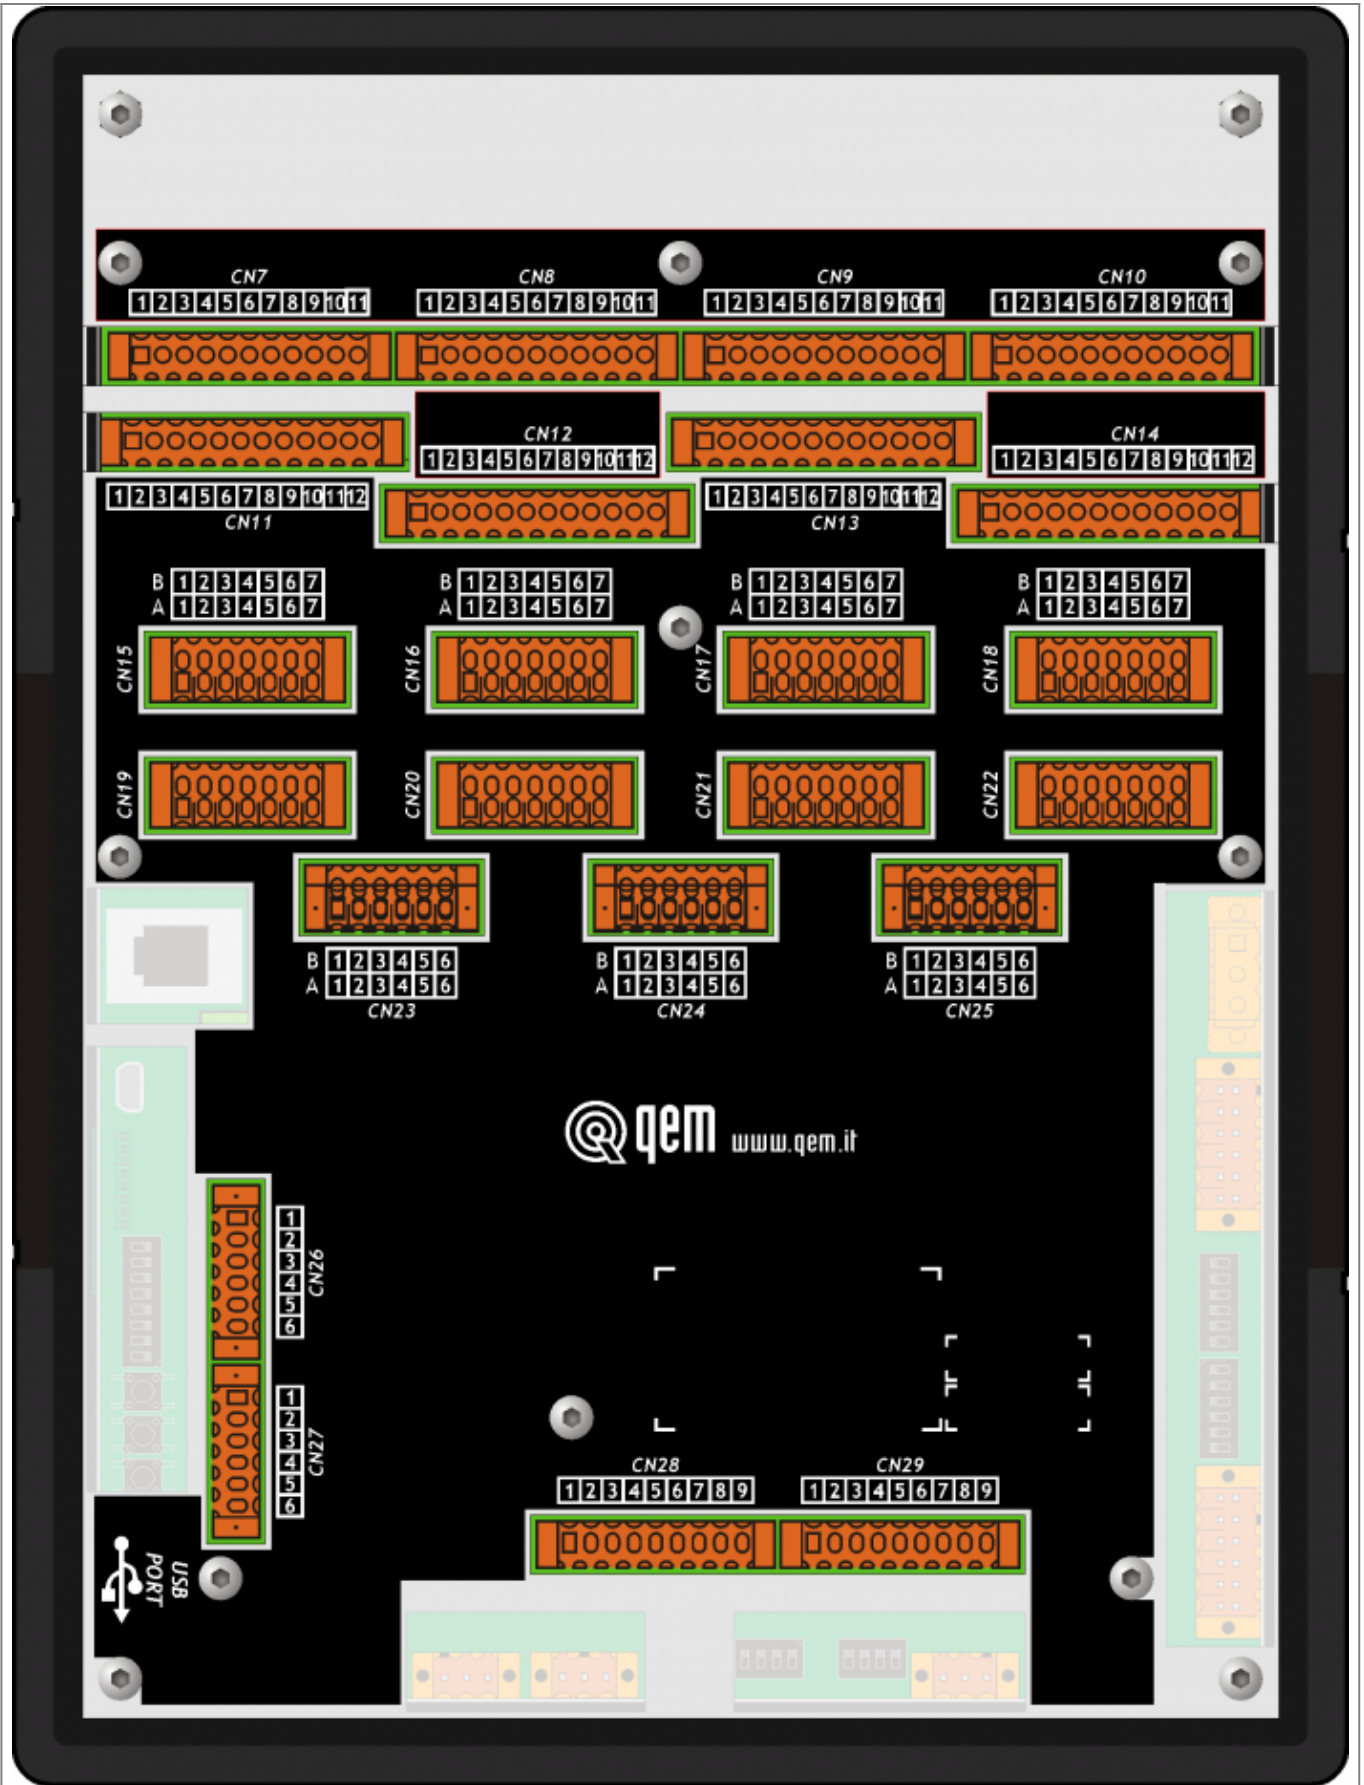 CN7 CN8 CN9 CN10
1 2 3 4 5 6 7 8 9 10 11 1 2 3 4 5 6 7 8 9 10 11 1 2 3 4 5 6 7 8 9 10 11 1 2 3 4 5 6 7 8 9 10 11
CN12 CN14
1 2 3 4 5 6 7 8 9 10 11 12 1 2 3 4 5 6 7 8 9 10 11 12
1 2 3 4 5 6 7 8 9 10 11 12 1 2 3 4 5 6 7 8 9 10 11 12
CN11 CN13
B 1 2 3 4 5 6 7 B 1 2 3 4 5 6 7 B 1 2 3 4 5 6 7 B 1 2 3 4 5 6 7
A 1 2 3 4 5 6 7 A 1 2 3 4 5 6 7 A 1 2 3 4 5 6 7 A 1 2 3 4 5 6 7
CN15 CN16 CN17 CN18
CN19 CN20 CN21 CN22
B 1 2 3 4 5 6 B 1 2 3 4 5 6 B 1 2 3 4 5 6
A 1 2 3 4 5 6 A 1 2 3 4 5 6 A 1 2 3 4 5 6
CN23 CN24 CN25
qem www.qem.it
1
2
3
4
5
6
CN26
1
2
3
4
5
6
CN27
CN28 CN29
1 2 3 4 5 6 7 8 9 1 2 3 4 5 6 7 8 9
USB
PORT